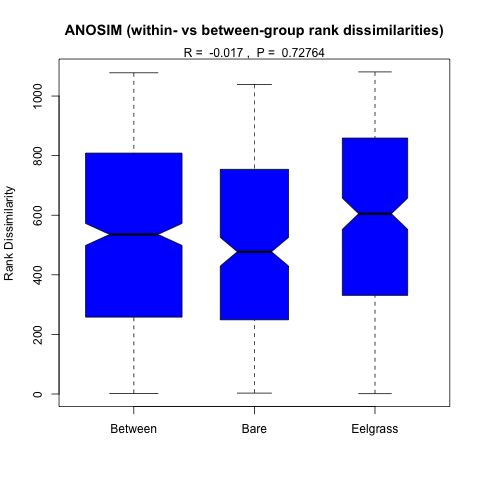 ANOSIM (within- vs between-group rank dissimilarities)
R =  -0.017 ,  P =  0.72764
1000
800
600
400
200
0
Rank Dissimilarity
Between
Bare
Eelgrass